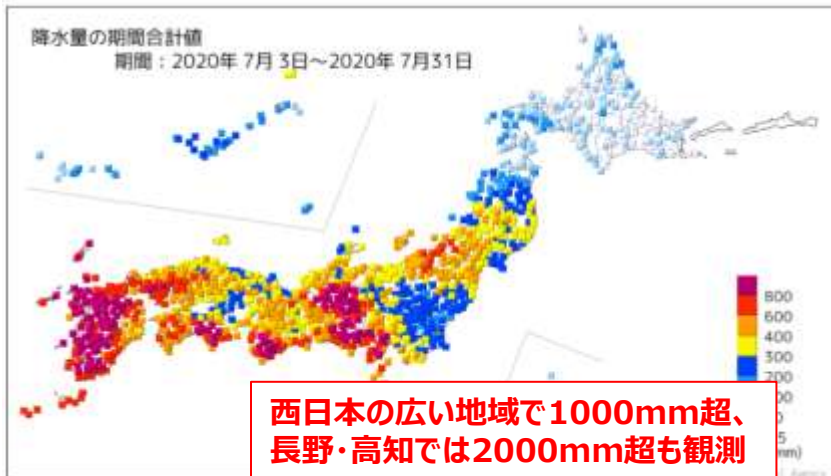 降水量の期間合計値
期間：2020年 7月 3日～2020年 7月31日
800
600
400
300
200
西日本の広い地域で1000mm超、
長野・高知では2000mm超も観測